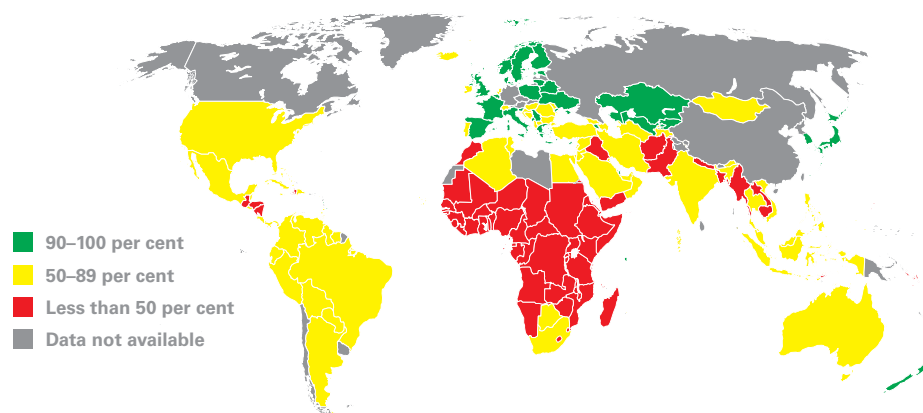 90–100 per cent
50–89 per cent
Less than 50 per cent
Data not available